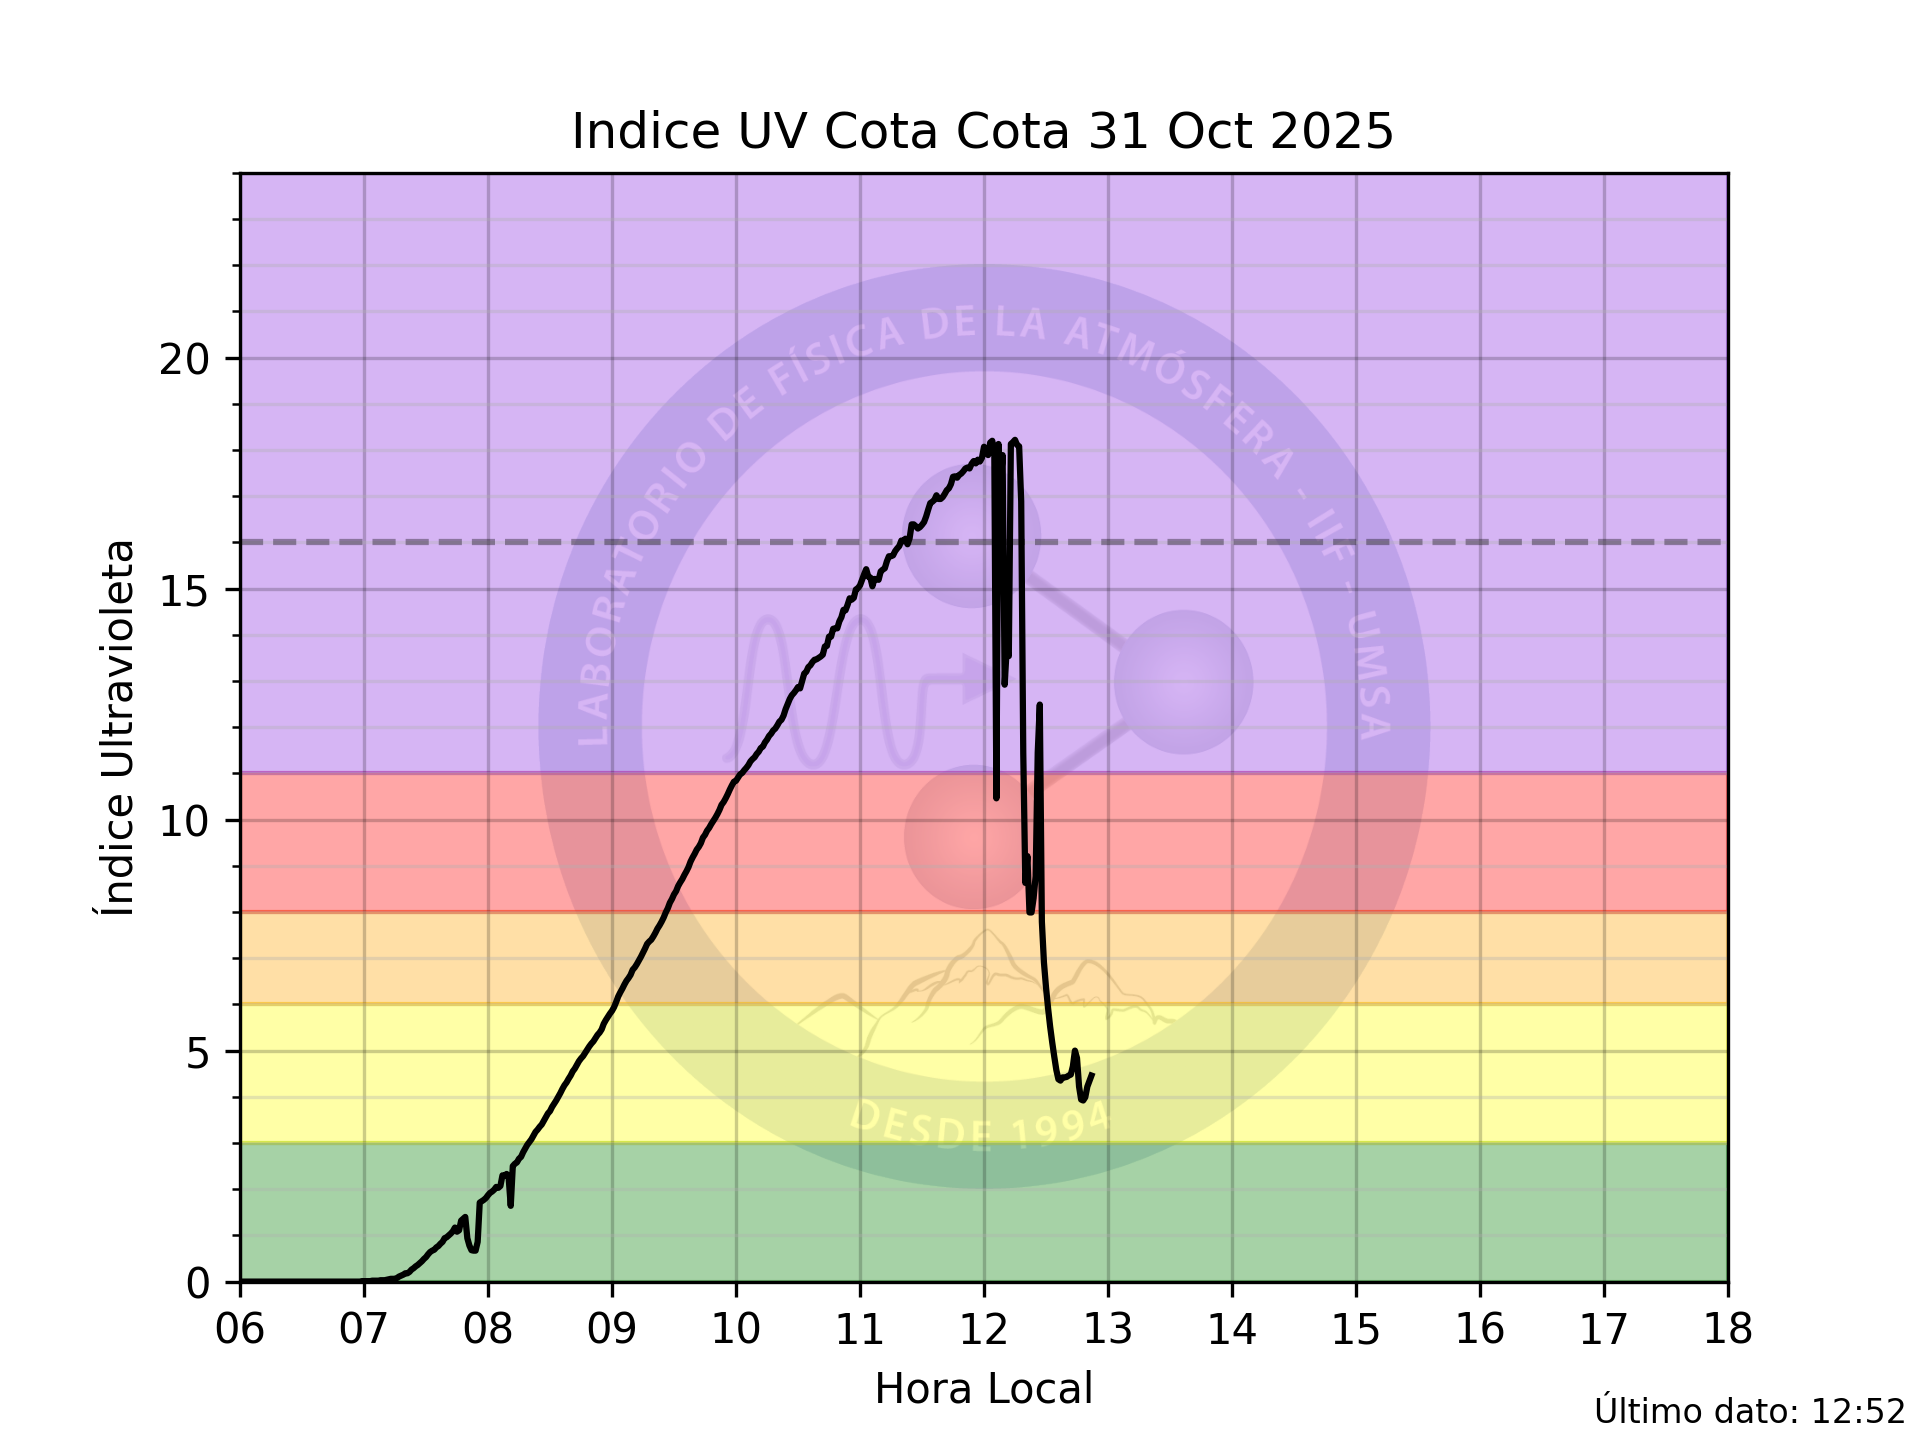 Indice UV Cota Cota 31 Oct 2025
LABORATORIO DE FÍSICA DE LA ATMÓSFERA - IIF - UMSA
DESDE 1994
Índice Ultravioleta
20
15
10
5
0
06 07 08 09 10 11 12 13 14 15 16 17 18
Hora Local
Último dato: 12:52